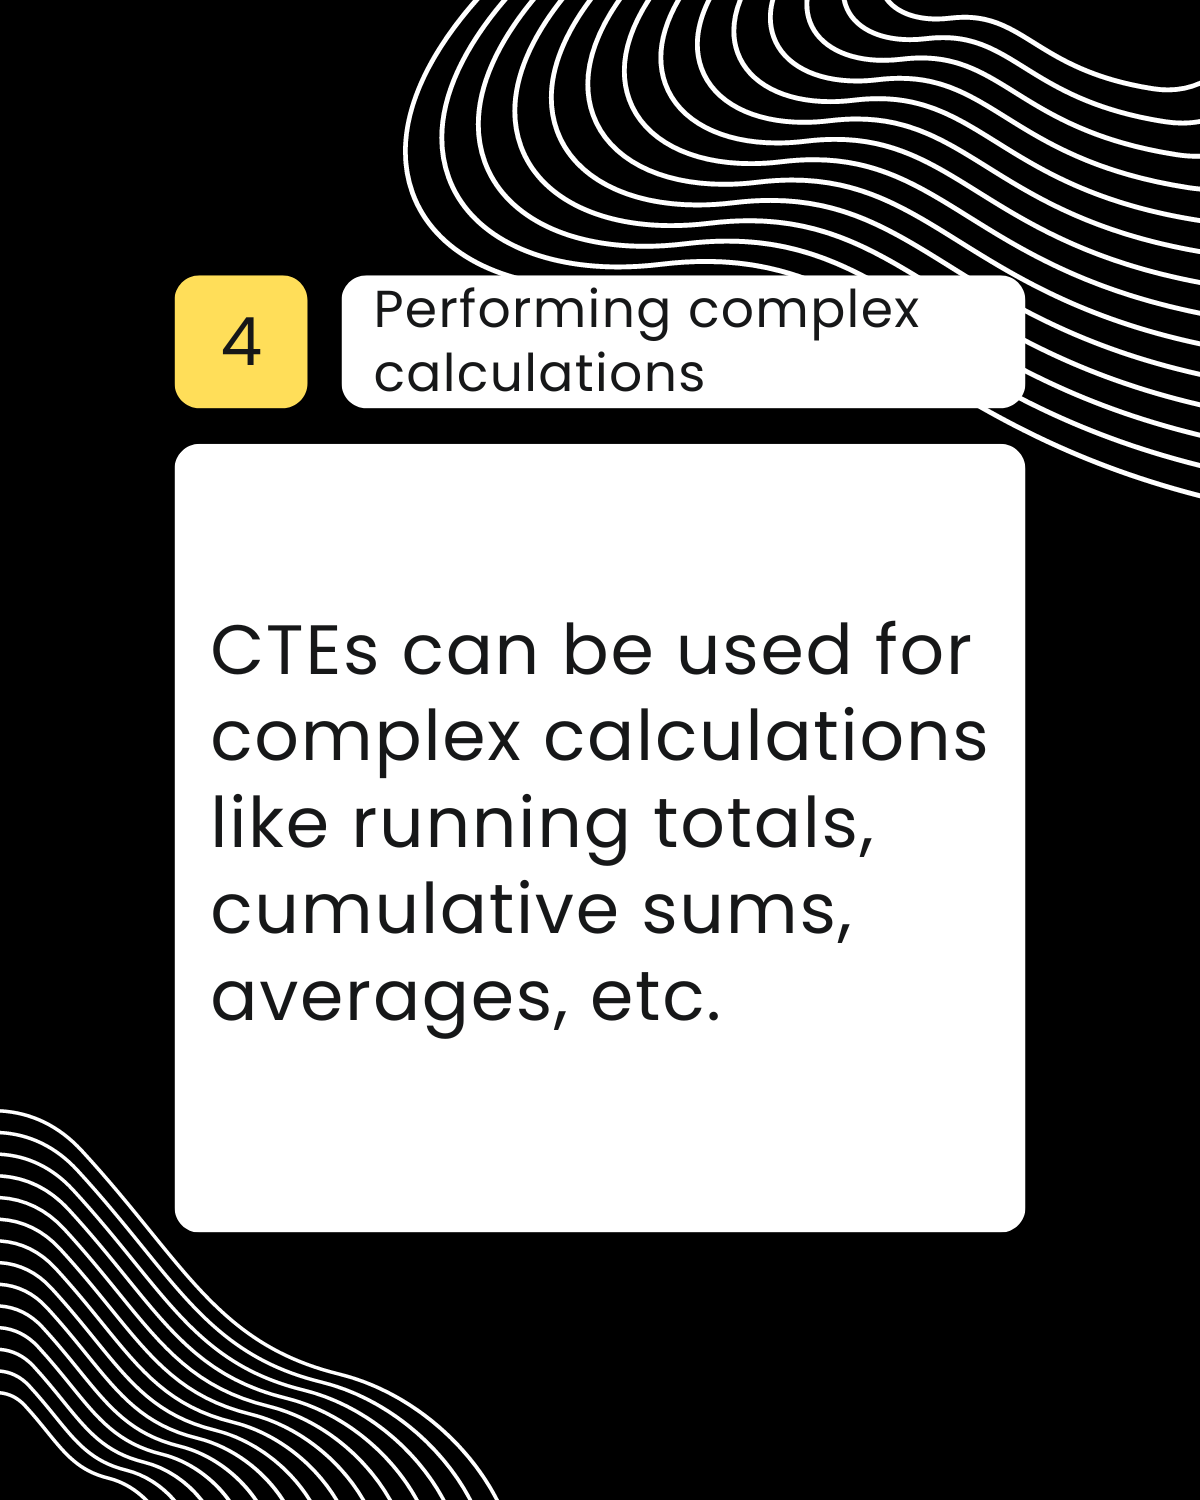 4
Performing complex
calculations
CTEs can be used for
complex calculations
like running totals,
cumulative sums,
averages, etc.